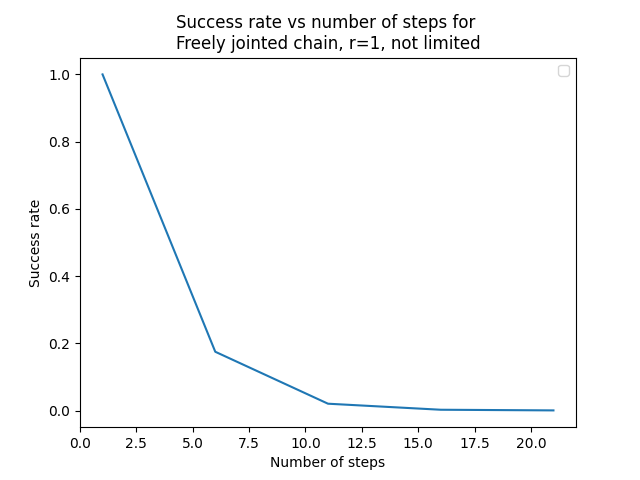 Success rate vs number of steps for
Freely jointed chain, r=1, not limited
1.0
0.8
0.6
0.4
0.2
0.0
Success rate
0.0 2.5 5.0 7.5 10.0 12.5 15.0 17.5 20.0
Number of steps